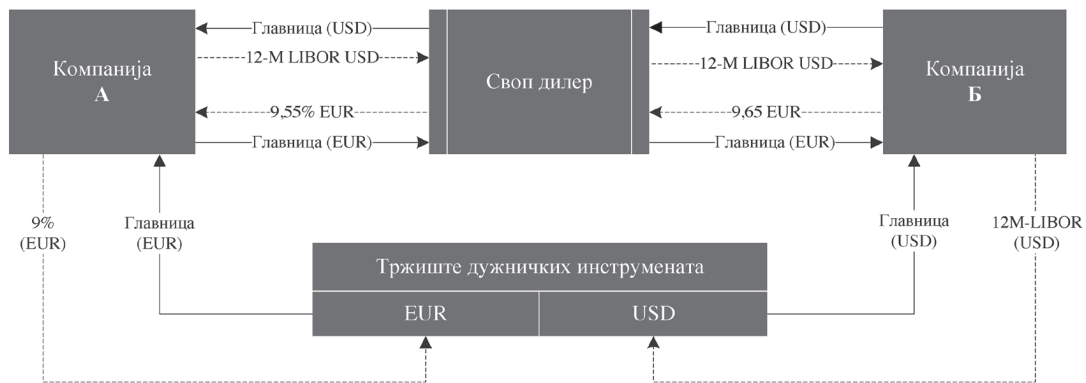 Компанија
А
Главница (USD)
12-M LIBOR USD
9,55% EUR
Главница (EUR)
Своп дилер
Главница (USD)
12-M LIBOR USD
9,65 EUR
Главница (EUR)
Компанија
Б
9%
(EUR)
Главница
(EUR)
Главница
(USD)
12M-LIBOR
(USD)
Тржиште дужничких инструмената
EUR
USD